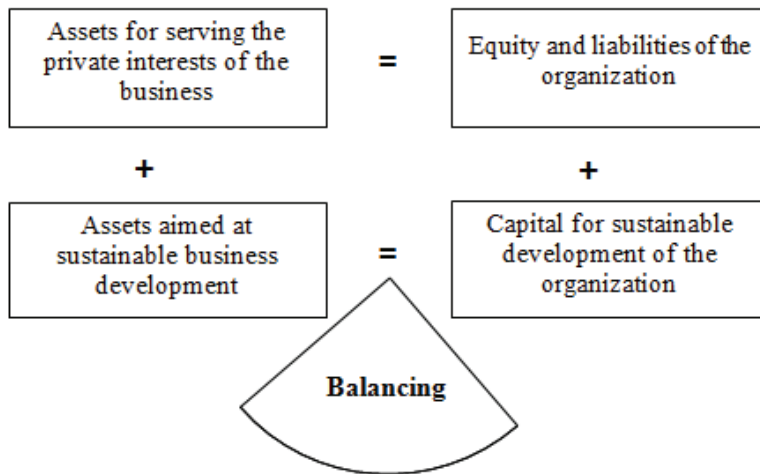 Assets for serving the
private interests of the
business
=
Equity and liabilities of the
organization
+
+
Assets aimed at
sustainable business
development
=
Capital for sustainable
development of the
organization
Balancing